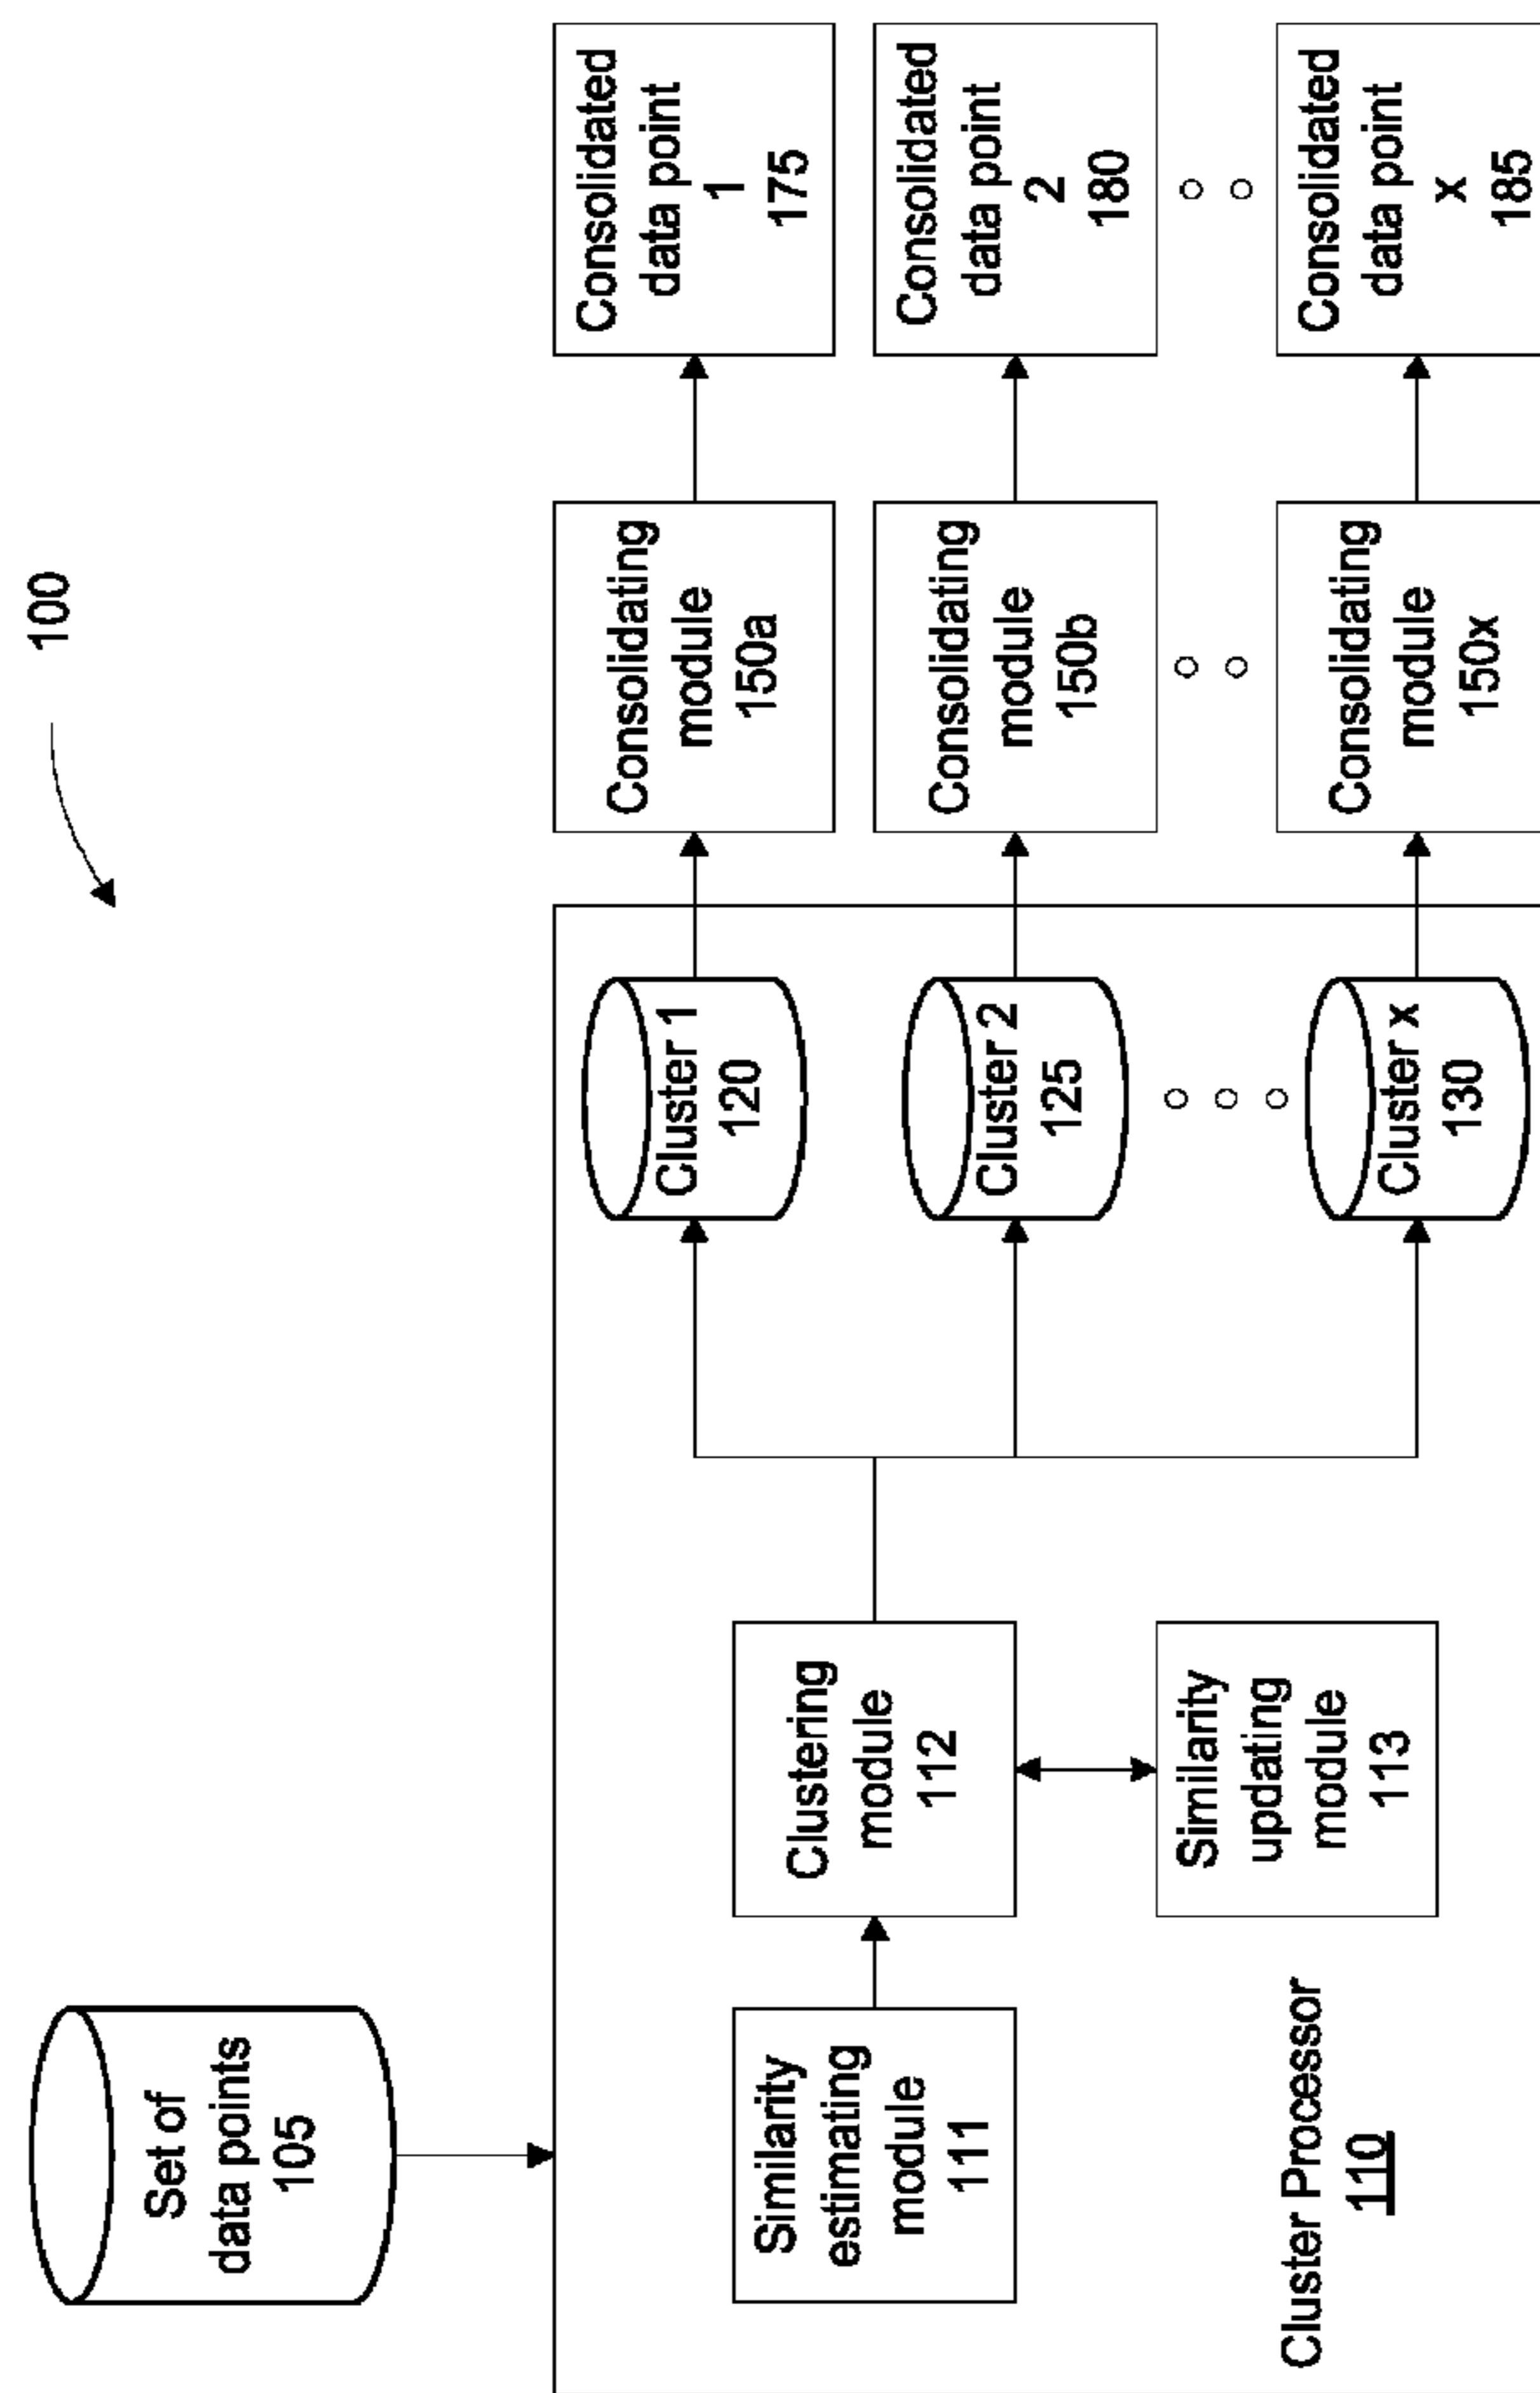 100
Set of
data points
105
Similarity
estimating
module
111
Clustering
module
112
Similarity
updating
module
113
Cluster Processor
110
Cluster 1
120
Cluster 2
125
Cluster x
130
Consolidating
module
150a
Consolidating
module
150b
Consolidating
module
150x
Consolidated
data point
1
175
Consolidated
data point
2
180
Consolidated
data point
x
185